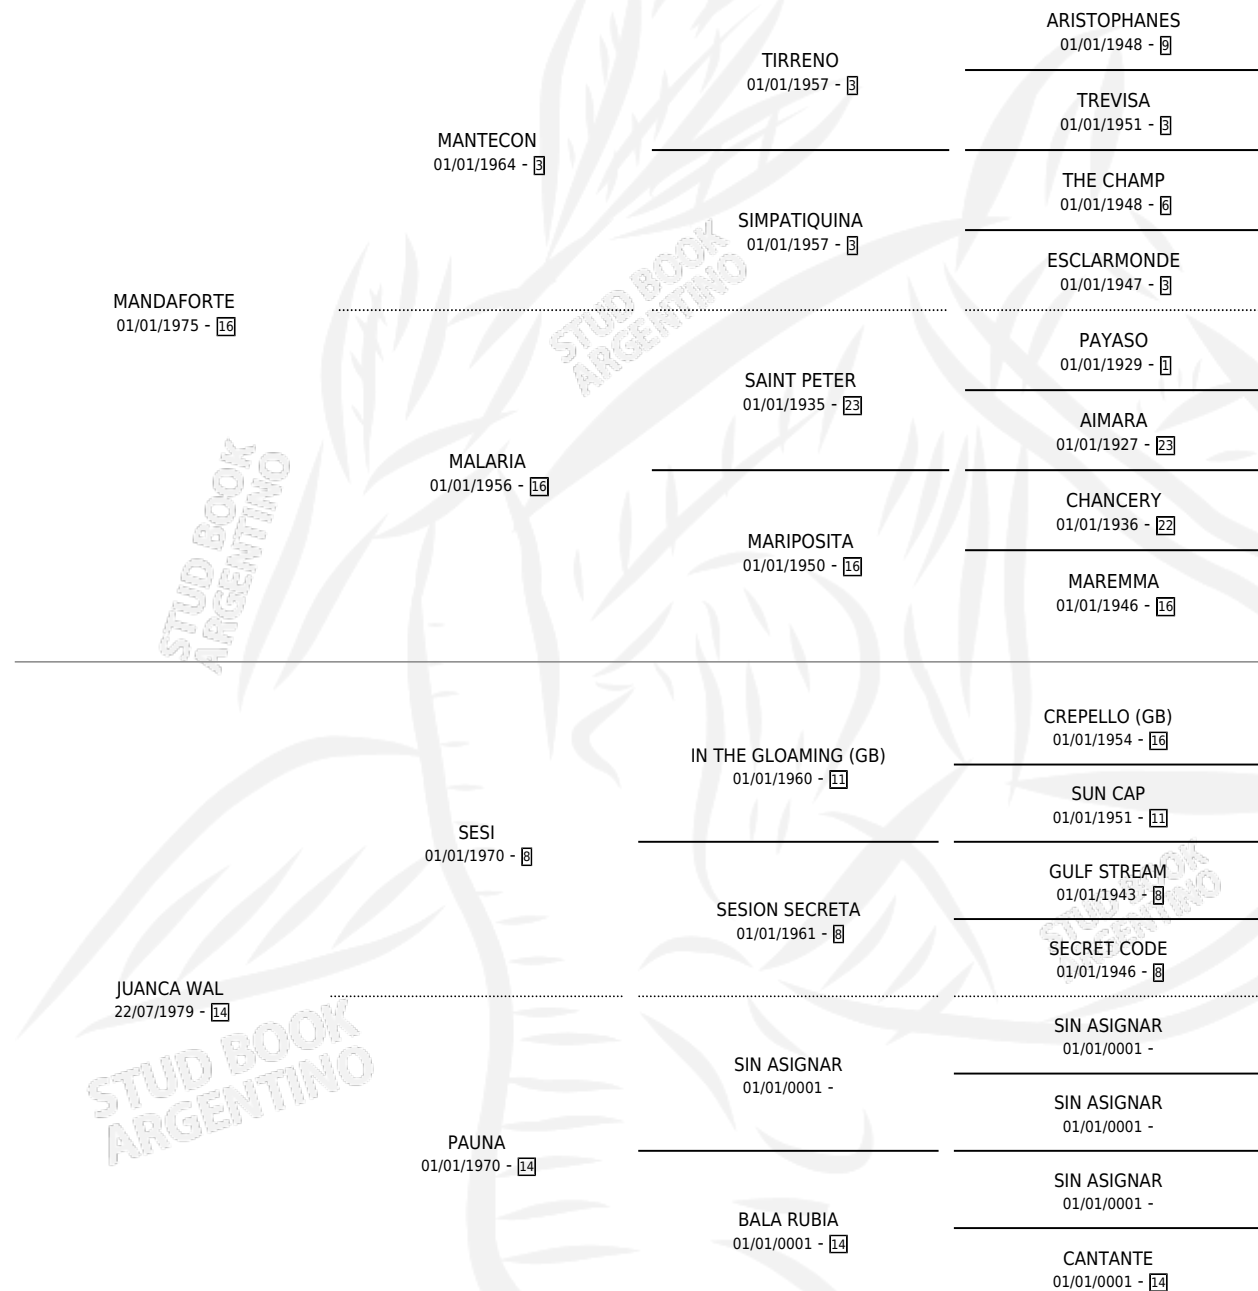 ARISTOPHANES
01/01/1948 - 9
TIRRENO
01/01/1957 - 3
TREVISA
01/01/1951 - 3
MANTECON
01/01/1964 - 3
THE CHAMP
01/01/1948 - 6
SIMPATIQUINA
01/01/1957 - 3
ESCLARMONDE
01/01/1947 - 3
MANDAFORTE
01/01/1975 - 16
PAYASO
01/01/1929 - 1
SAINT PETER
01/01/1935 - 23
AIMARA
01/01/1927 - 23
MALARIA
01/01/1956 - 16
CHANCERY
01/01/1936 - 22
MARIPOSITA
01/01/1950 - 16
MAREMMA
01/01/1946 - 16
STUD BOOK
ARGENTINO
STUD BOOK
ARGENTINO
CREPELLO (GB)
01/01/1954 - 16
IN THE GLOAMING (GB)
01/01/1960 - 11
SUN CAP
01/01/1951 - 11
SESI
01/01/1970 - 8
GULF STREAM
01/01/1943 - 8
SESION SECRETA
01/01/1961 - 8
SECRET CODE
01/01/1946 - 8
JUANCA WAL
22/07/1979 - 14
SIN ASIGNAR
01/01/0001 -
SIN ASIGNAR
01/01/0001 -
SIN ASIGNAR
01/01/0001 -
PAUNA
01/01/1970 - 14
SIN ASIGNAR
01/01/0001 -
BALA RUBIA
01/01/0001 - 14
CANTANTE
01/01/0001 - 14
STUD BOOK
ARGENTINO
STUD BOOK
ARGENTINO